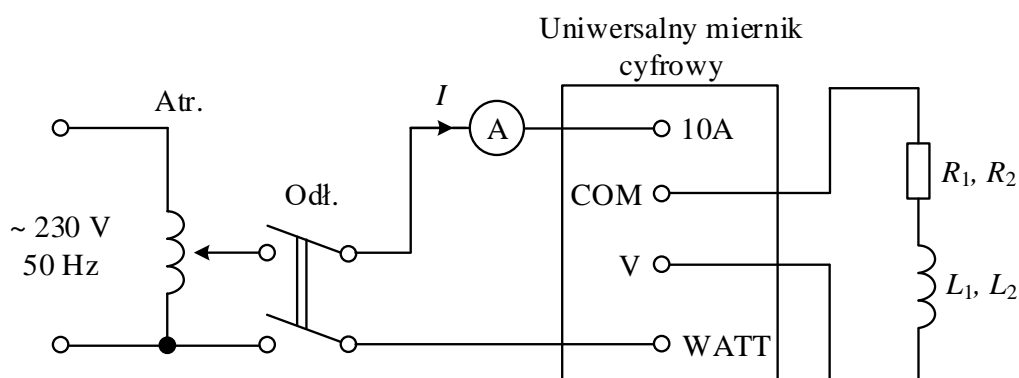 Uniwersalny miernik
cyfrowy
Atr.
I
A
10A
COM
R1, R2
Odł.
~ 230 V
50 Hz
V
L1, L2
WATT